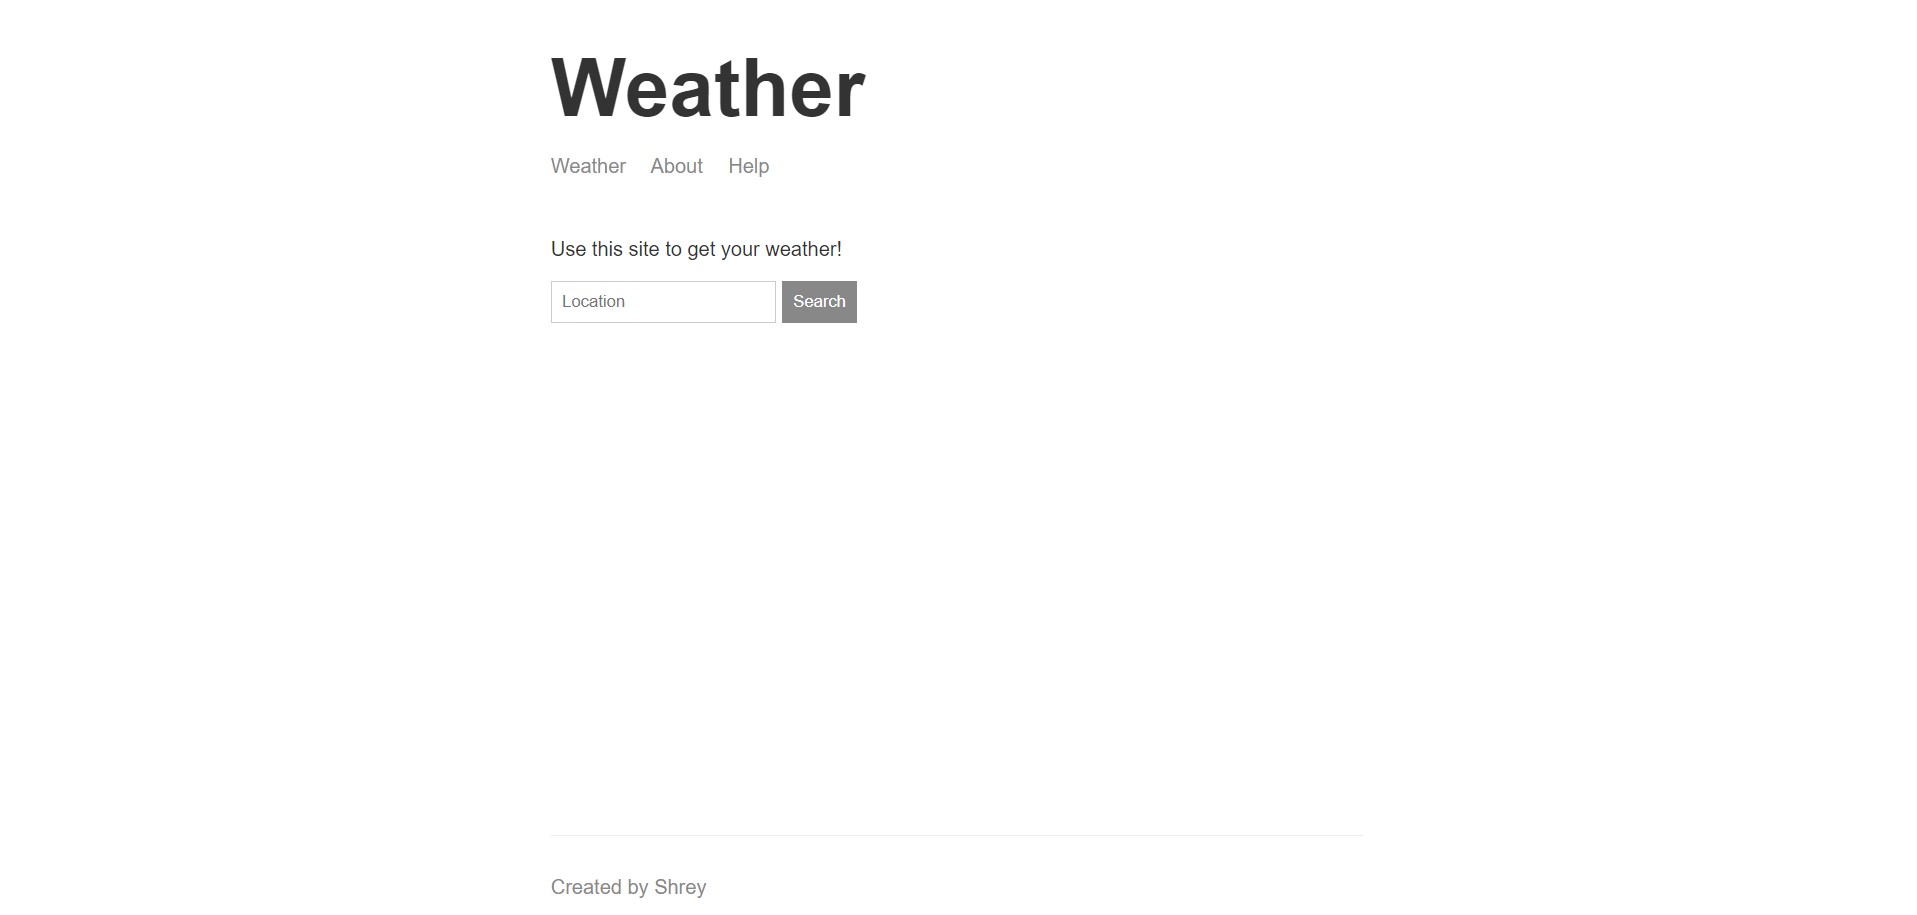 Weather
Weather About Help
Use this site to get your weather!
Location Search
Created by Shrey